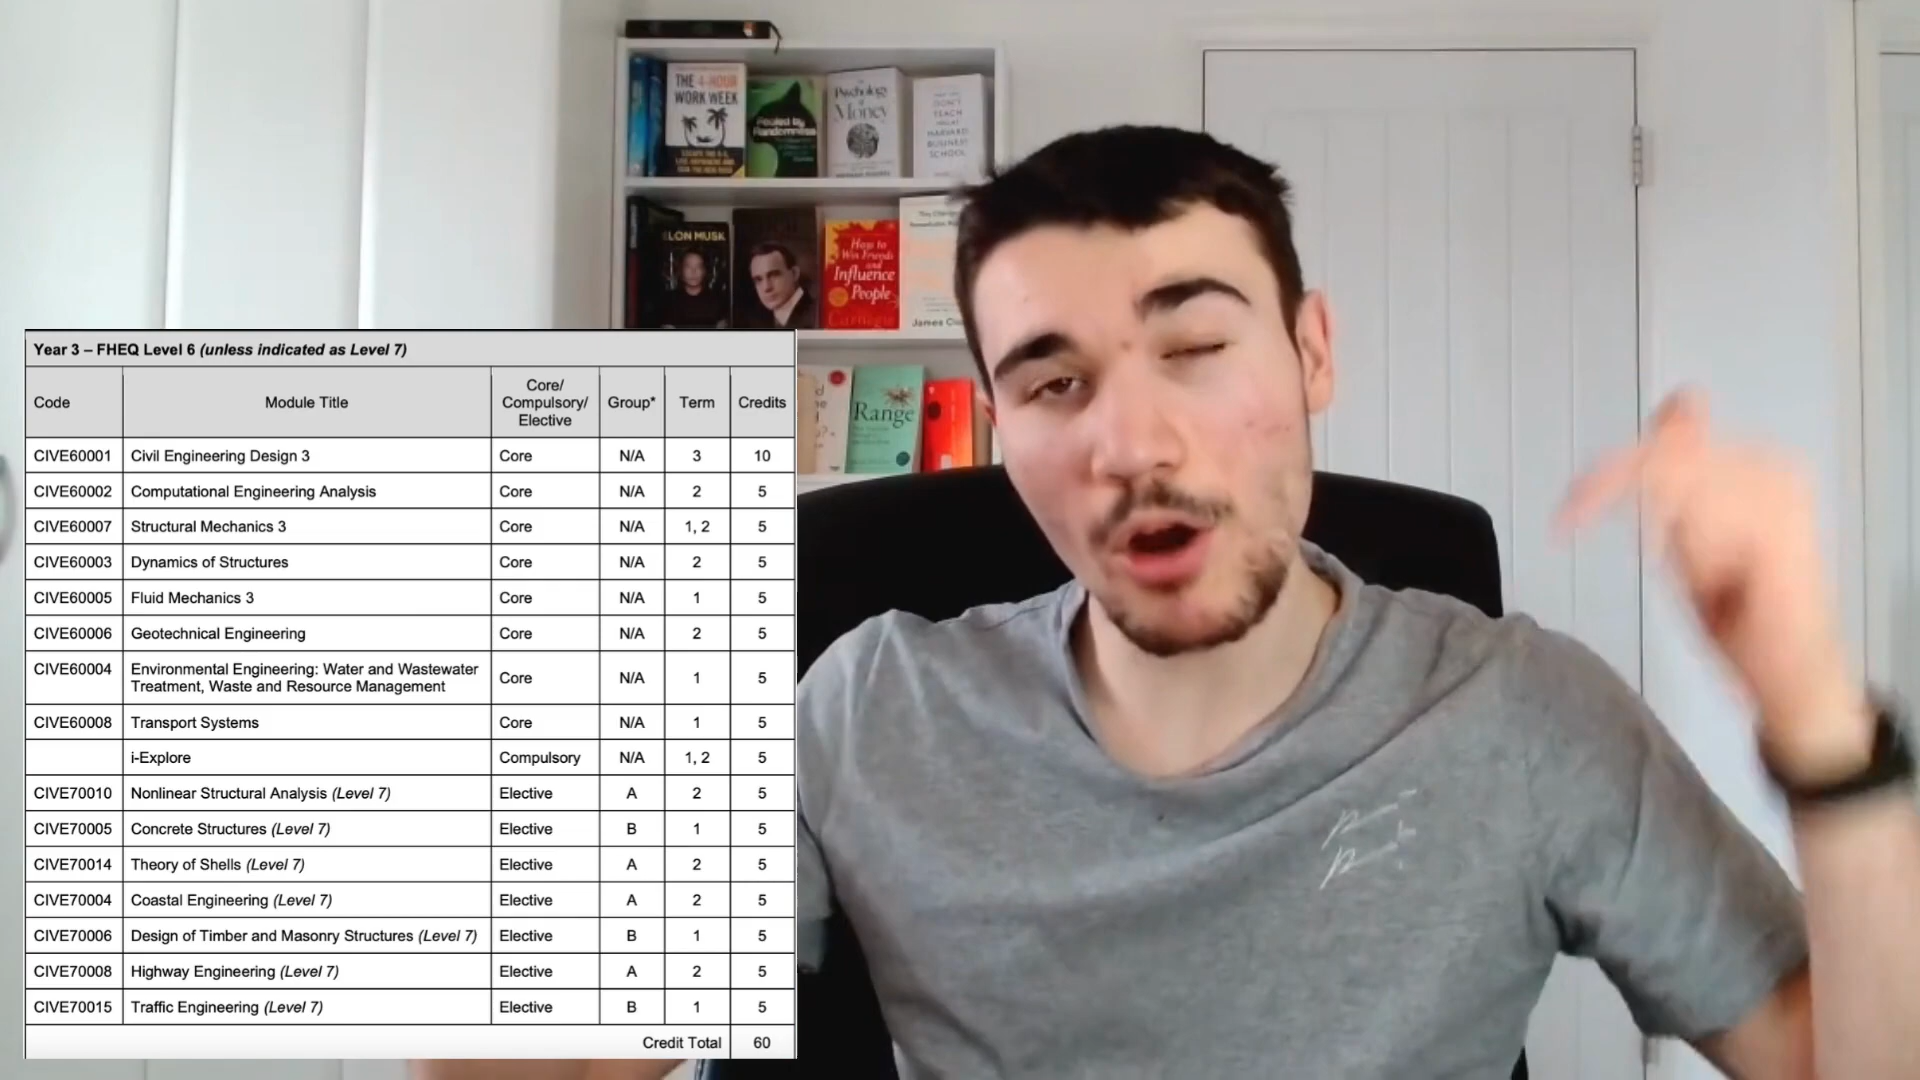 THE 4-HOUR
WORK WEEK
Fooled by
Randomness
Psychology
of
Money
DON'T
TEACH
HARVARD
BUSINESS
SCHOOL
ELON MUSK
How to
Win Friends
and
Influence
People
Carnegie
James
Range
Year 3 – FHEQ Level 6 (unless indicated as Level 7)
Code Module Title Core/ Compulsory/ Elective Group* Term Credits
CIVE60001 Civil Engineering Design 3 Core N/A 3 10
CIVE60002 Computational Engineering Analysis Core N/A 2 5
CIVE60007 Structural Mechanics 3 Core N/A 1, 2 5
CIVE60003 Dynamics of Structures Core N/A 2 5
CIVE60005 Fluid Mechanics 3 Core N/A 1 5
CIVE60006 Geotechnical Engineering Core N/A 2 5
CIVE60004 Environmental Engineering: Water and Wastewater
Treatment, Waste and Resource Management Core N/A 1 5
CIVE60008 Transport Systems Core N/A 1 5
i-Explore Compulsory N/A 1, 2 5
CIVE70010 Nonlinear Structural Analysis (Level 7) Elective A 2 5
CIVE70005 Concrete Structures (Level 7) Elective B 1 5
CIVE70014 Theory of Shells (Level 7) Elective A 2 5
CIVE70004 Coastal Engineering (Level 7) Elective A 2 5
CIVE70006 Design of Timber and Masonry Structures (Level 7) Elective B 1 5
CIVE70008 Highway Engineering (Level 7) Elective A 2 5
CIVE70015 Traffic Engineering (Level 7) Elective B 1 5
Credit Total 60